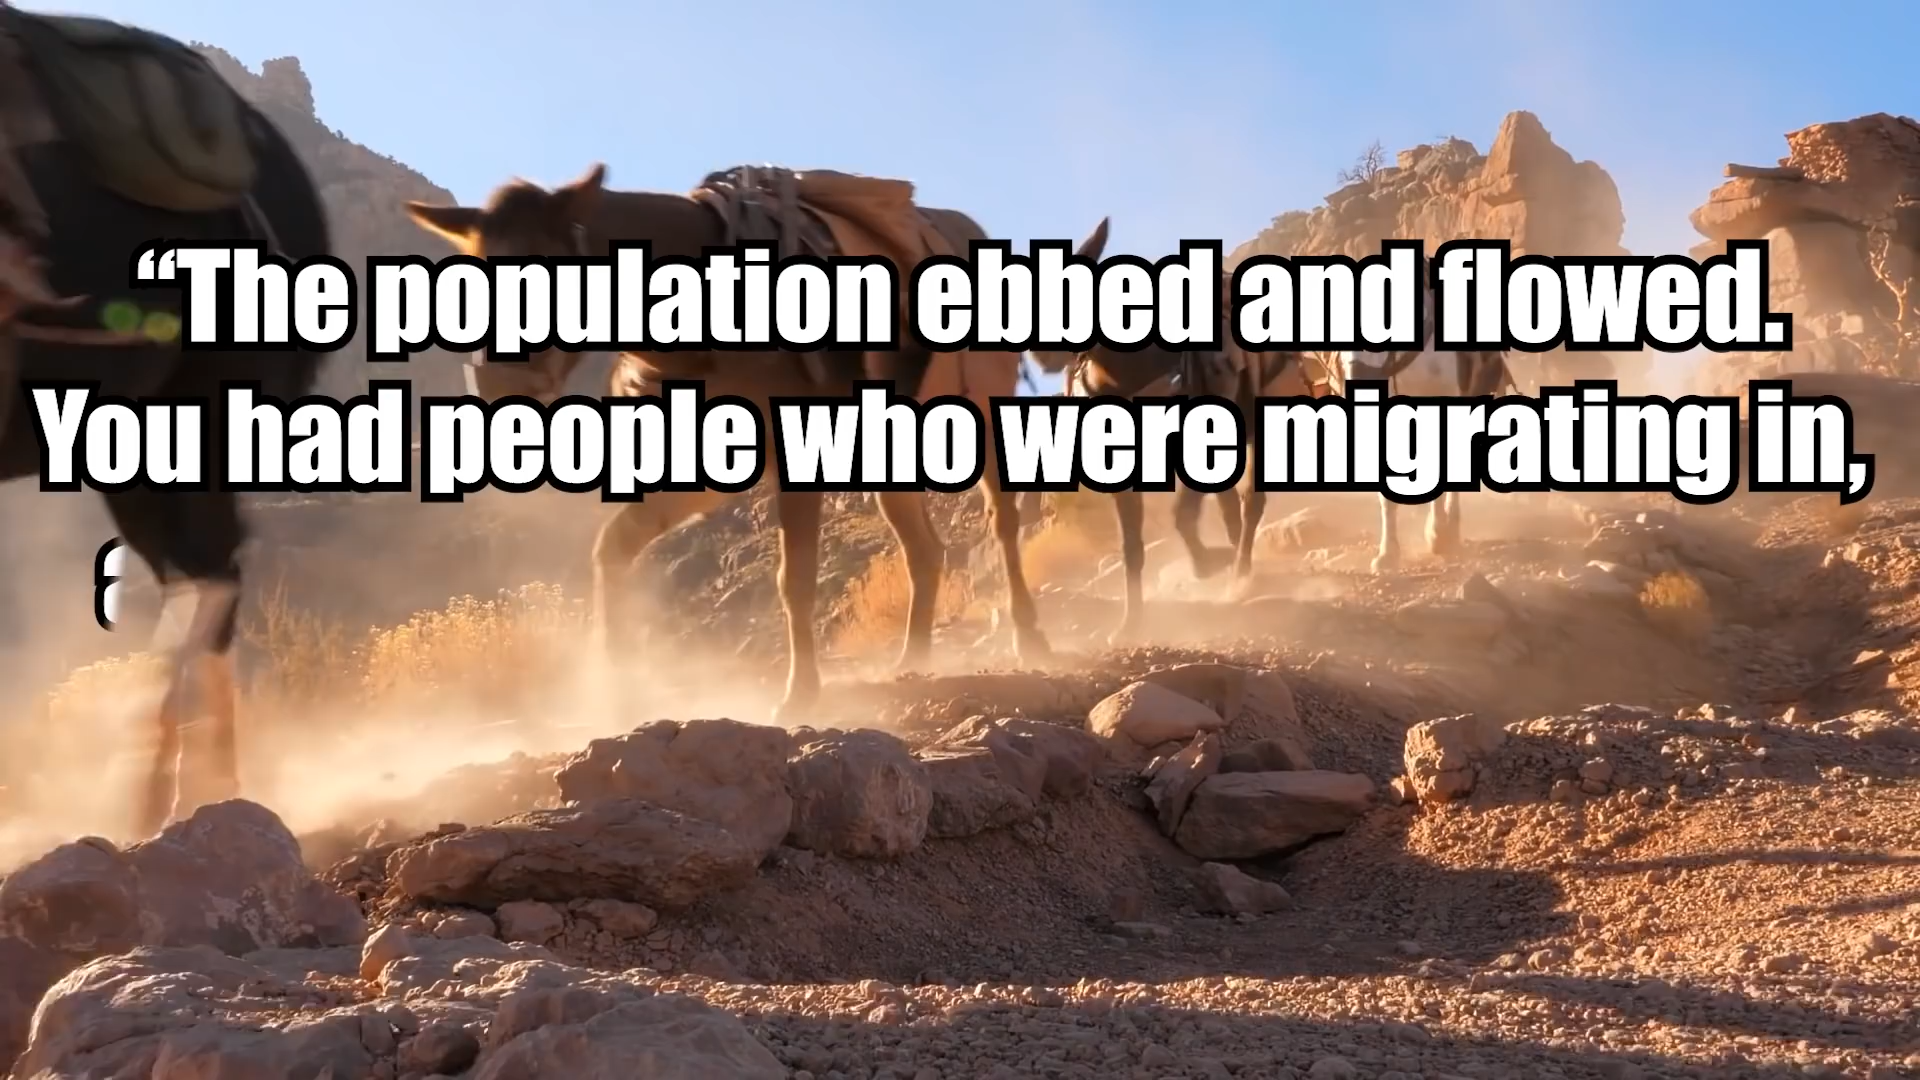 “The population ebbed and flowed.
You had people who were migrating in,
a